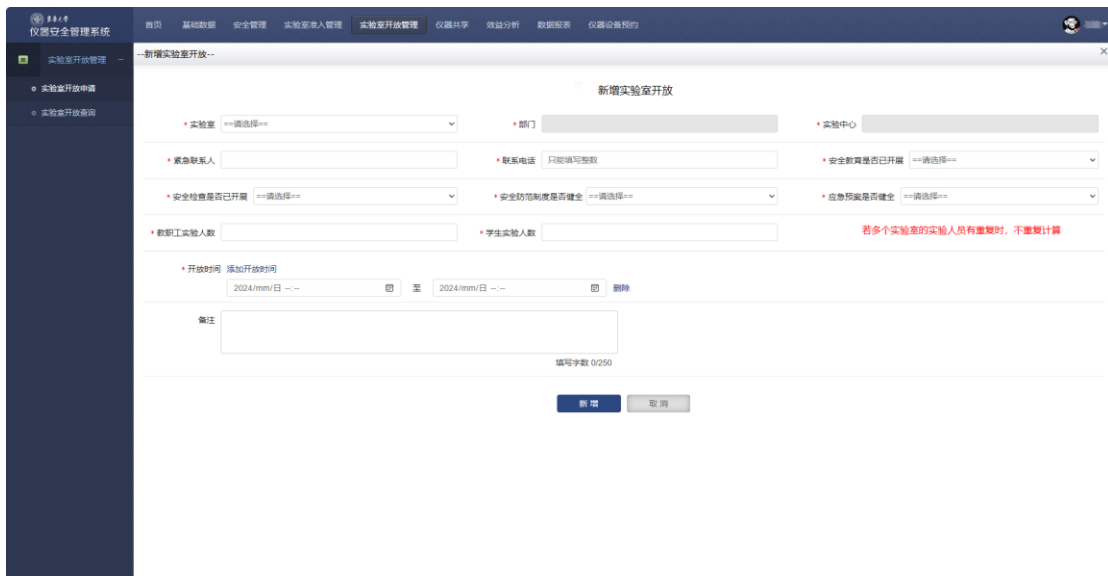 仪器安全管理系统
首页 基础数据 安全管理 实验室准入管理 实验室开放管理 仪器共享 效益分析 数据报表 仪器设备预约
实验室开放管理
实验室开放申请
实验室开放查询
--新增实验室开放--
新增实验室开放
* 实验室 ==请选择== * 部门 * 实验中心
* 紧急联系人 * 联系电话 只能填写整数 * 安全教育是否已开展 ==请选择==
* 安全检查是否已开展 ==请选择== * 安全防范制度是否健全 ==请选择== * 应急预案是否健全 ==请选择==
* 教职工实验人数 * 学生实验人数 若多个实验室的实验人员有重复时，不重复计算
* 开放时间 添加开放时间
2024/mm/日 --:-- 至 2024/mm/日 --:-- 删除
备注
填写字数 0/250
新 增 取 消